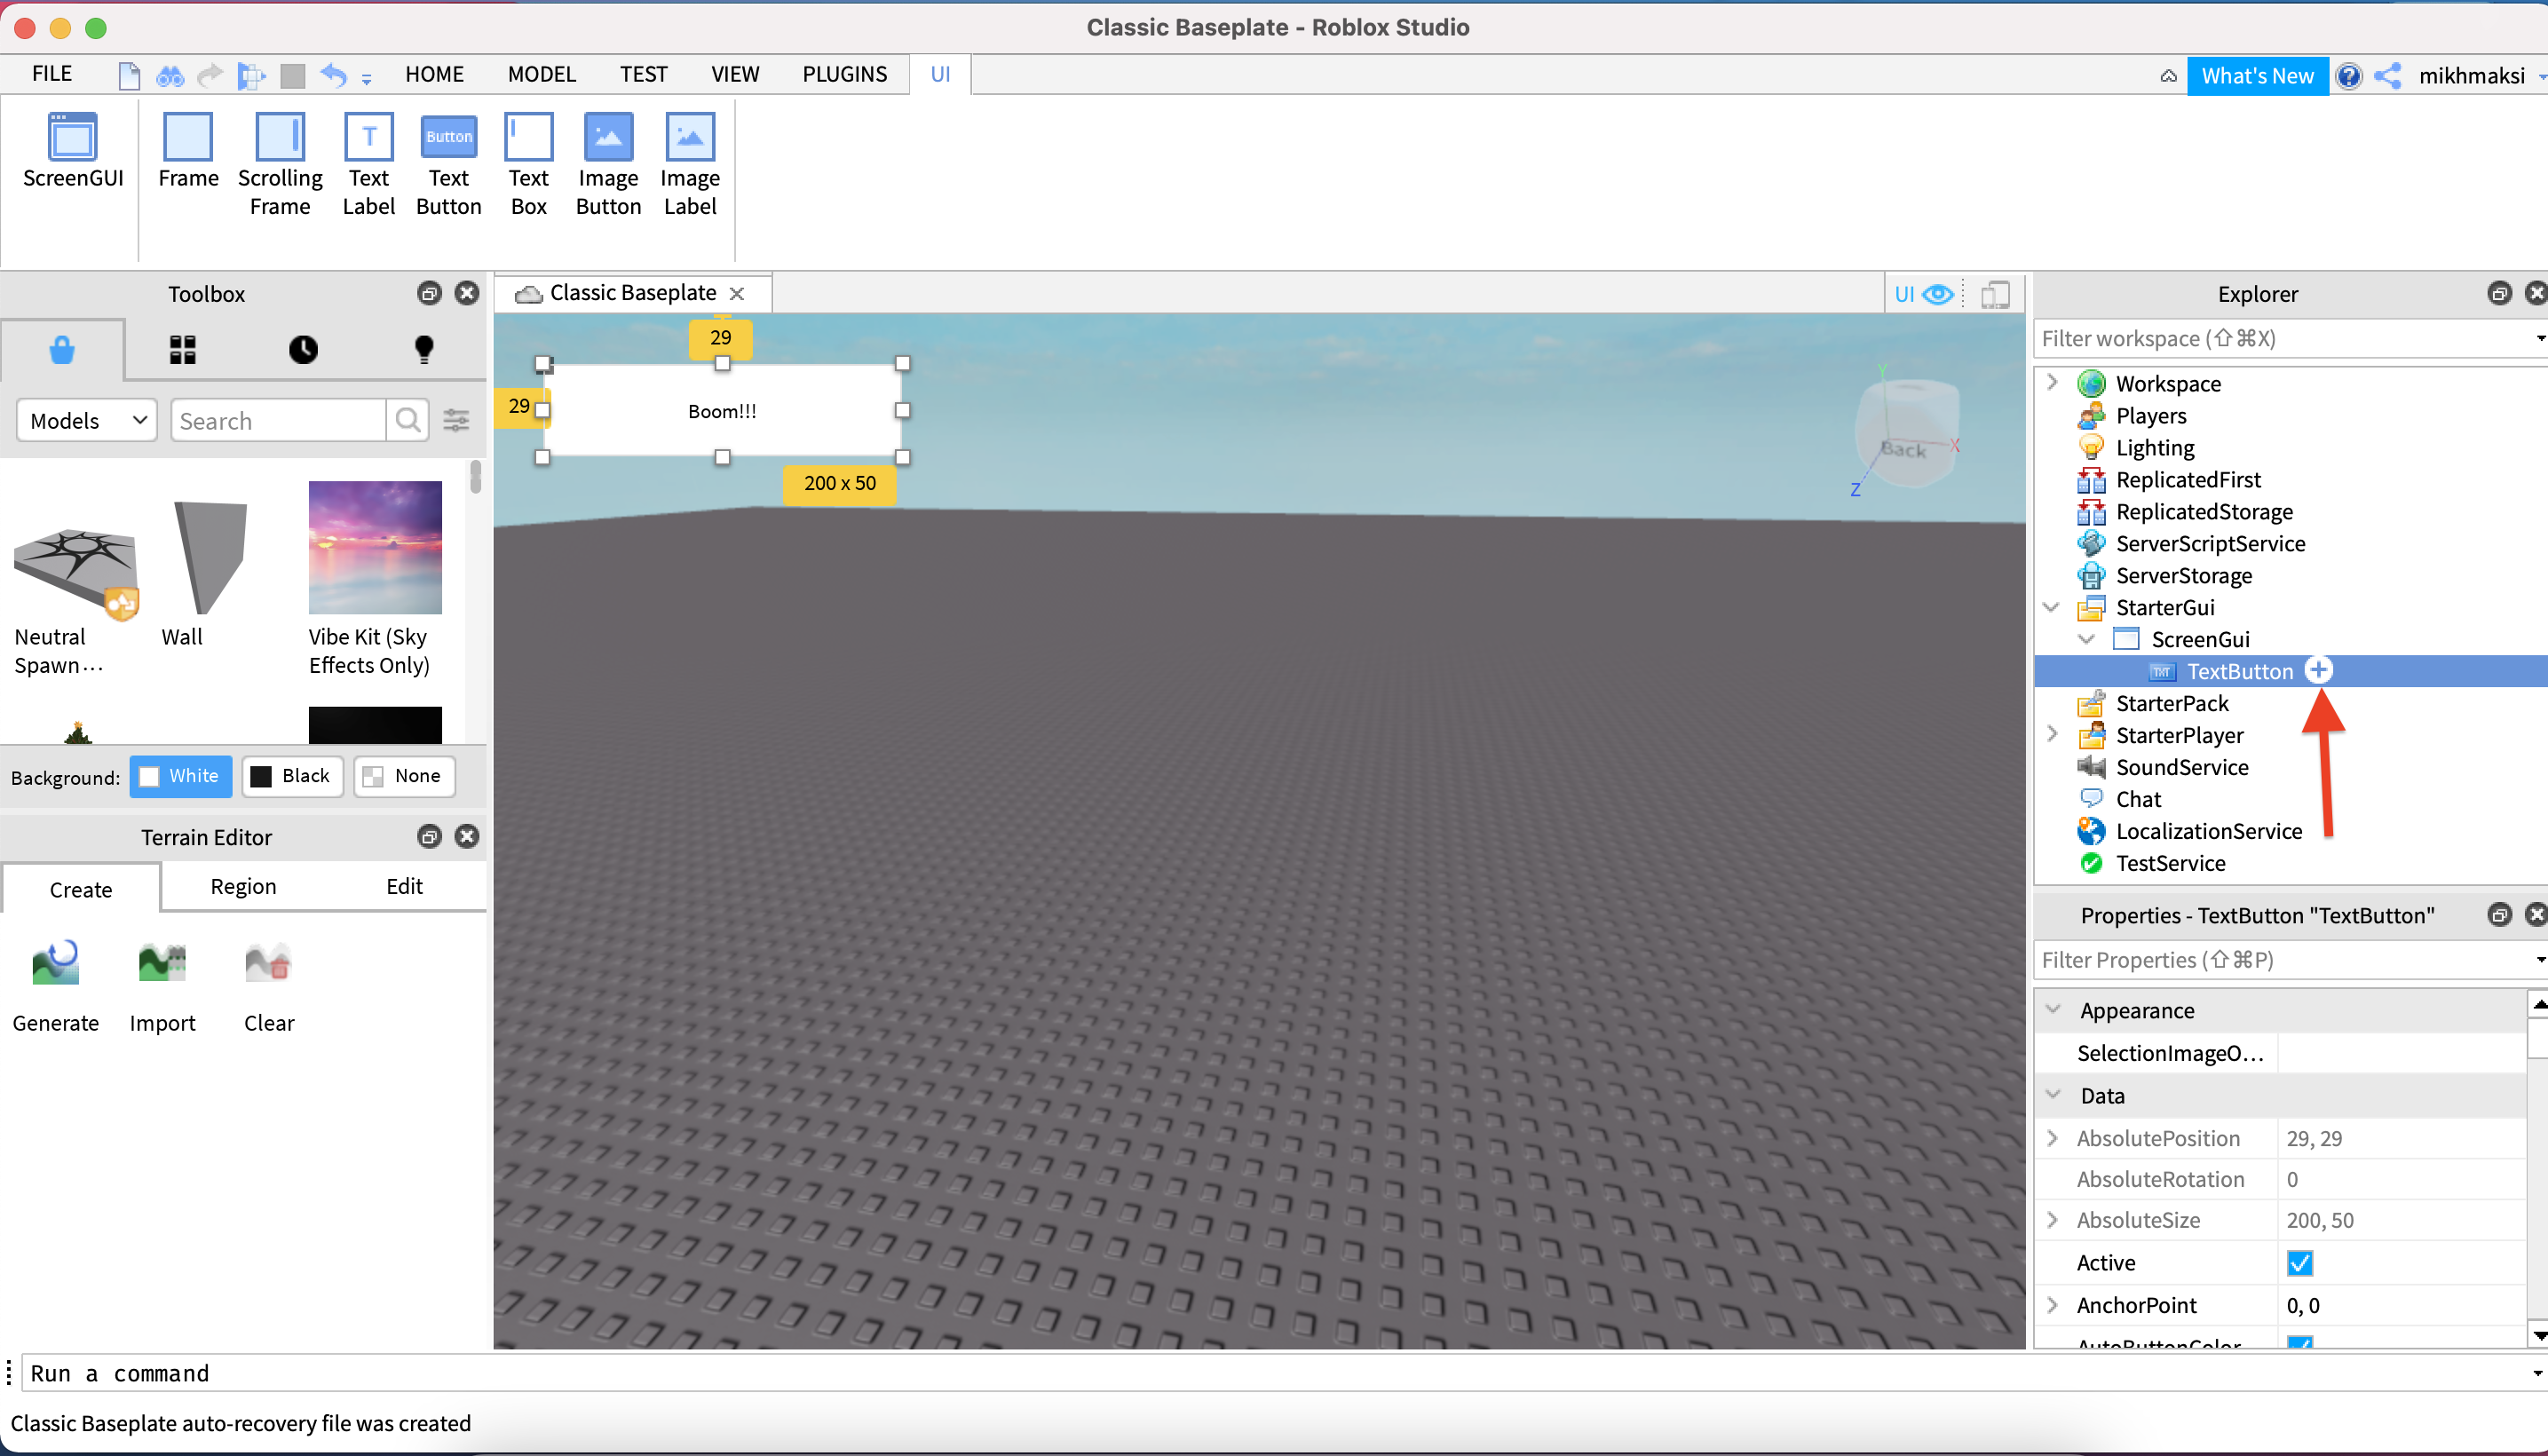 Classic Baseplate - Roblox Studio
FILE HOME MODEL TEST VIEW PLUGINS UI What's New mikhmaksi
ScreenGUI
Frame
Scrolling
Frame
T
Text
Label
Button
Text
Button
Text
Box
Image
Button
Image
Label
Toolbox
Models
Search
Neutral
Spawn...
Wall
Vibe Kit (Sky
Effects Only)
Background: White Black None
Terrain Editor
Create Region Edit
Generate Import Clear
Classic Baseplate
UI
29
29
Boom!!!
200 x 50
Y
X
Z
Back
Explorer
Filter workspace (⇧⌘X)
Workspace
Players
Lighting
ReplicatedFirst
ReplicatedStorage
ServerScriptService
ServerStorage
StarterGui
ScreenGui
TXT TextButton
StarterPack
StarterPlayer
SoundService
Chat
LocalizationService
TestService
Properties - TextButton "TextButton"
Filter Properties (⇧⌘P)
Appearance
SelectionImageO...
Data
AbsolutePosition 29, 29
AbsoluteRotation 0
AbsoluteSize 200, 50
Active
AnchorPoint 0, 0
AutoButtonColor
Run a command
Classic Baseplate auto-recovery file was created